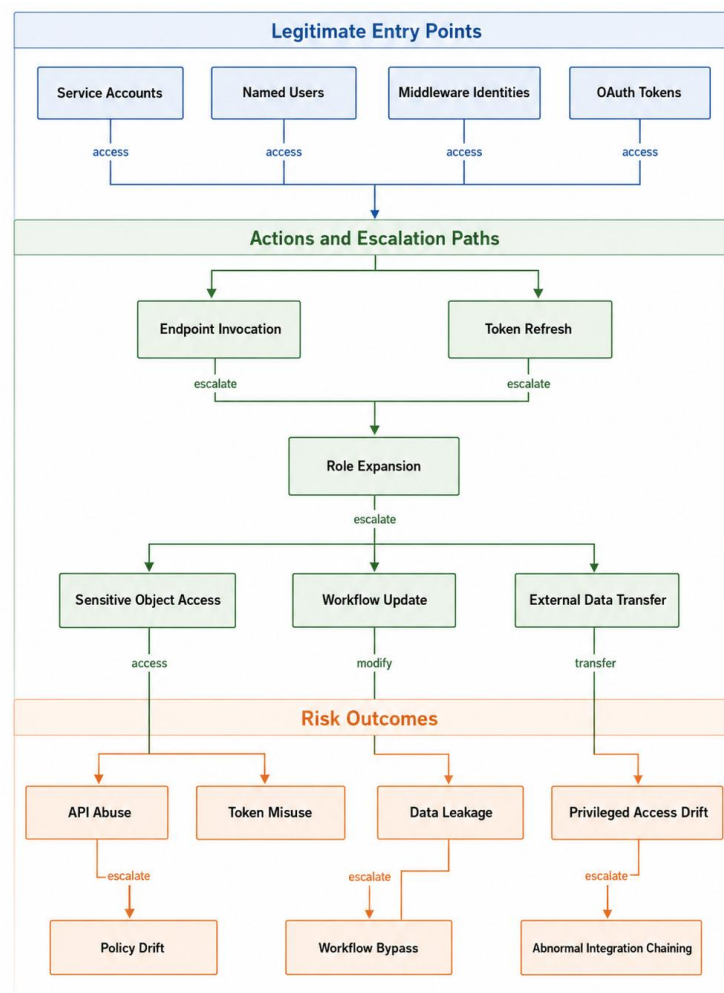 Legitimate Entry Points
Service Accounts
Named Users
Middleware Identities
OAuth Tokens
access
access
access
access
Actions and Escalation Paths
Endpoint Invocation
Token Refresh
escalate
escalate
Role Expansion
escalate
Sensitive Object Access
Workflow Update
External Data Transfer
access
modify
transfer
Risk Outcomes
API Abuse
Token Misuse
Data Leakage
Privileged Access Drift
escalate
escalate
escalate
Policy Drift
Workflow Bypass
Abnormal Integration Chaining